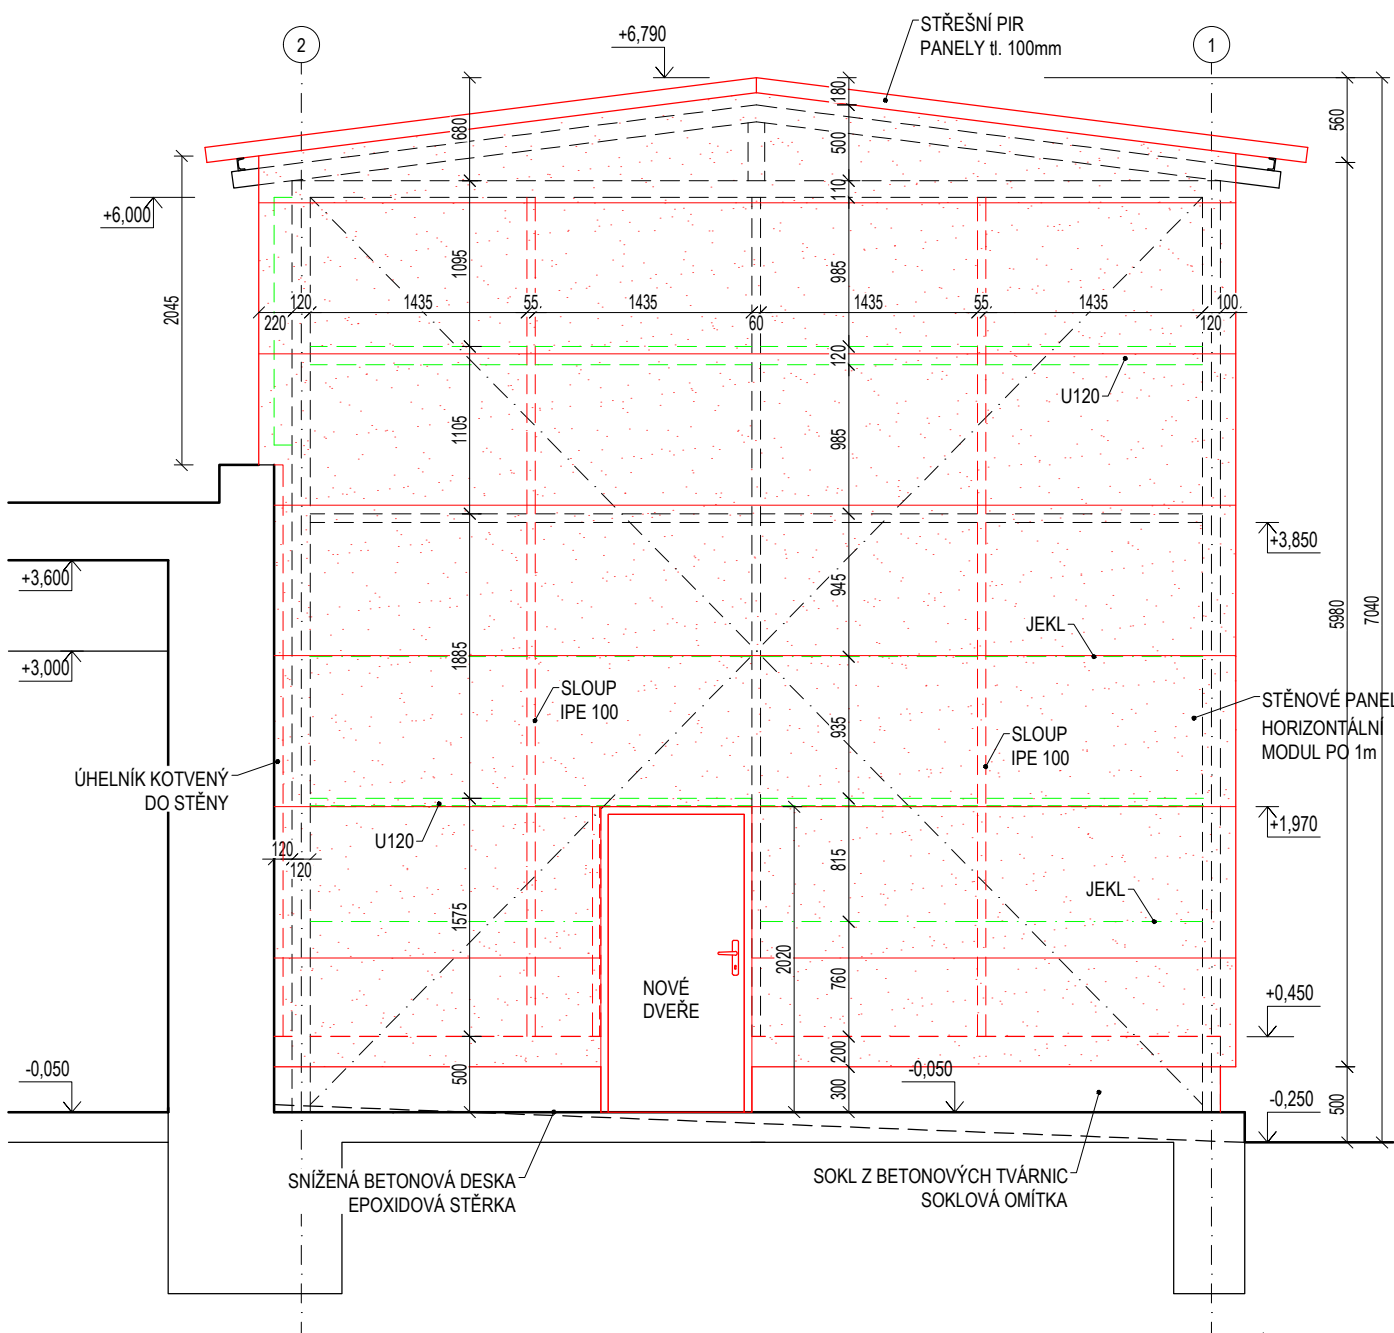 2
+6,790
STŘEŠNÍ PIR
PANELY tl. 100mm
1
180
680
500
560
110
+6,000
1095
985
2045
120
1435
55
1435
1435
55
1435
100
220
60
120
120
U120
1105
985
+3,850
+3,600
945
5980
7040
JEKL
+3,000
1885
SLOUP
IPE 100
STĚNOVÉ PANEL
HORIZONTÁLNÍ
MODUL PO 1m
935
SLOUP
IPE 100
ÚHELNÍK KOTVENÝ
DO STĚNY
U120
+1,970
120
120
815
JEKL
1575
2020
760
NOVÉ
DVEŘE
+0,450
200
-0,050
500
300
-0,050
-0,250
500
SNÍŽENÁ BETONOVÁ DESKA
EPOXIDOVÁ STĚRKA
SOKL Z BETONOVÝCH TVÁRNIC
SOKLOVÁ OMÍTKA